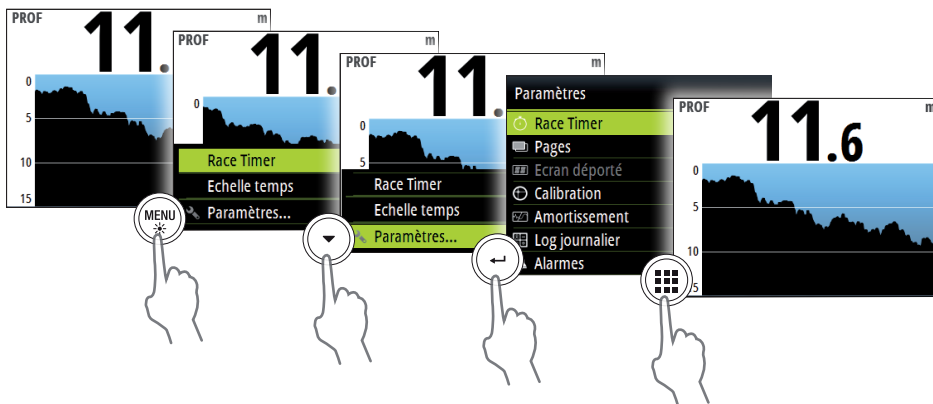 PROF 11. m
0
5
10
15
MENU
PROF 11. m
0
Race Timer
Echelle temps
Paramètres...
PROF 11. m
0
5
Race Timer
Echelle temps
Paramètres...
Paramètres
Race Timer
Pages
Ecran déporté
Calibration
Amortissement
Log journalier
Alarmes
PROF 11.6 m
0
5
10
5